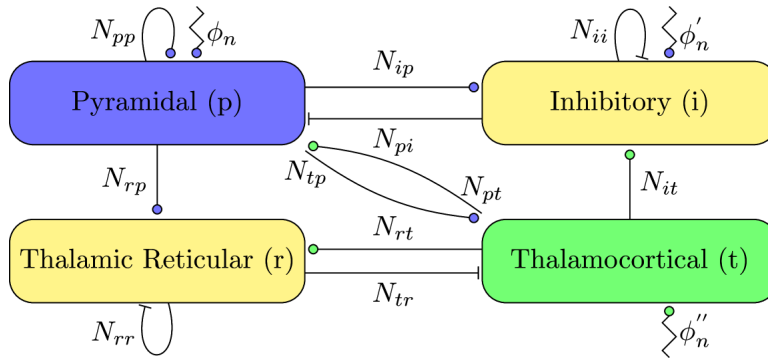 N_pp
ϕ_n
N_ii
ϕ'_n
Pyramidal (p)
N_ip
Inhibitory (i)
N_pi
N_rp
N_tp
N_pt
N_it
Thalamic Reticular (r)
N_rt
Thalamocortical (t)
N_tr
N_rr
ϕ''_n